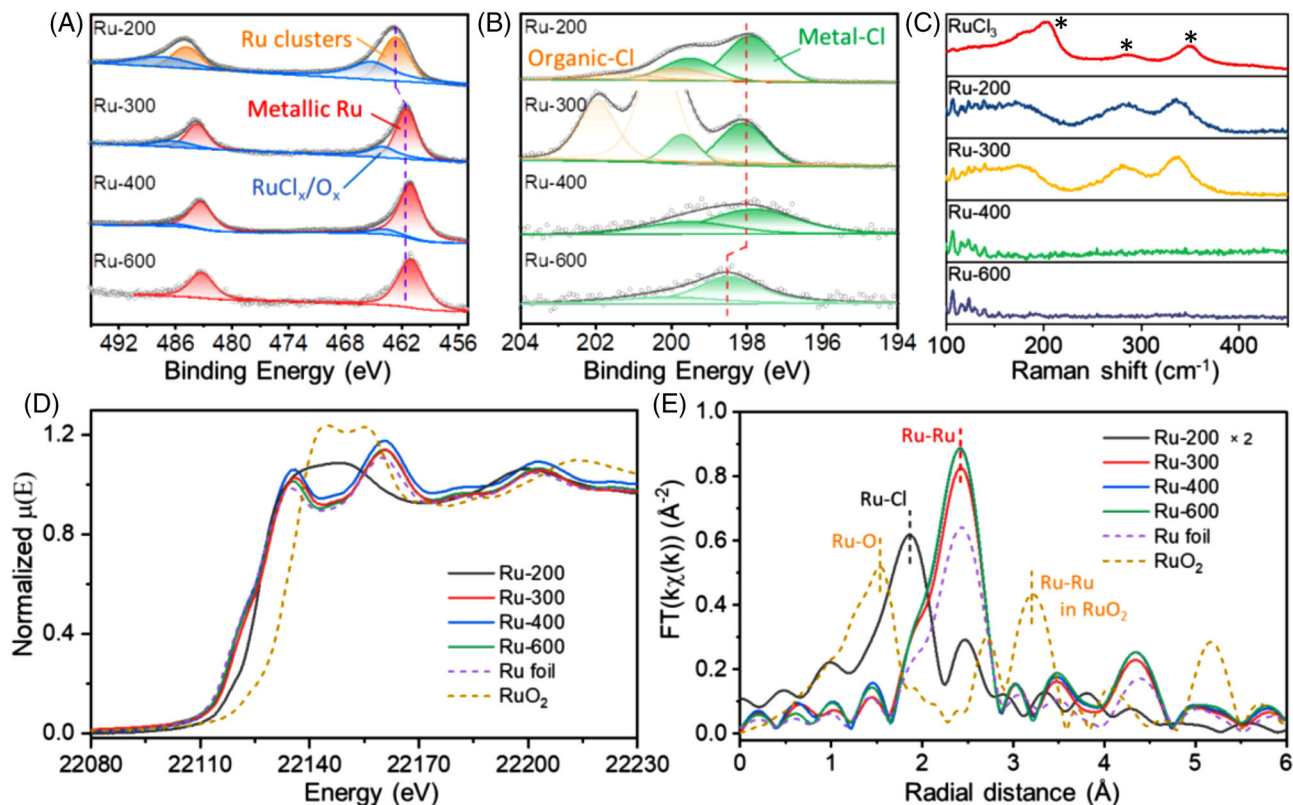 (A)
Ru-200
Ru clusters
Ru-300
Metallic Ru
RuClₓ/Oₓ
Ru-400
Ru-600
492 486 480 474 468 462 456
Binding Energy (eV)
(B)
Ru-200
Organic-Cl
Metal-Cl
Ru-300
Ru-400
Ru-600
204 202 200 198 196 194
Binding Energy (eV)
(C)
RuCl₃
* * *
Ru-200
Ru-300
Ru-400
Ru-600
100 200 300 400
Raman shift (cm⁻¹)
(D)
1.2
0.8
0.4
0.0
Normalized μ(E)
Ru-200
Ru-300
Ru-400
Ru-600
Ru foil
RuO₂
22080 22110 22140 22170 22200 22230
Energy (eV)
(E)
1.0
0.8
0.6
0.4
0.2
0.0
FT(kχ(k)) (Å⁻²)
Ru-Ru
Ru-Cl
Ru-O
Ru-Ru
in RuO₂
Ru-200 × 2
Ru-300
Ru-400
Ru-600
Ru foil
RuO₂
0 1 2 3 4 5 6
Radial distance (Å)